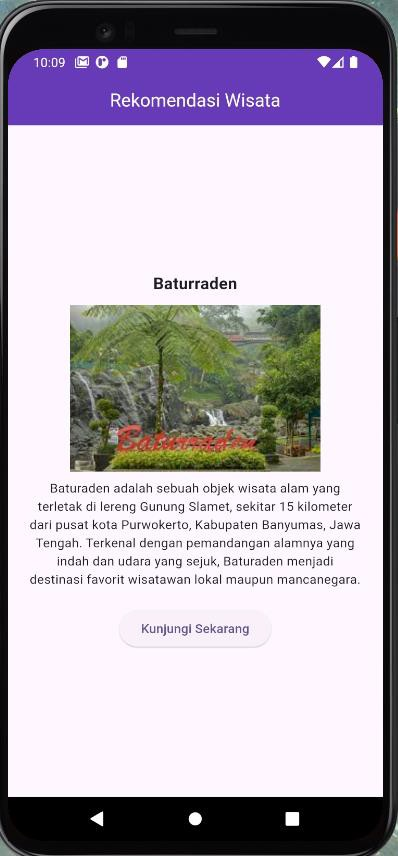 10:09
Rekomendasi Wisata
Baturraden
Baturraden
Baturaden adalah sebuah objek wisata alam yang
terletak di lereng Gunung Slamet, sekitar 15 kilometer
dari pusat kota Purwokerto, Kabupaten Banyumas, Jawa
Tengah. Terkenal dengan pemandangan alamnya yang
indah dan udara yang sejuk, Baturaden menjadi
destinasi favorit wisatawan lokal maupun mancanegara.
Kunjungi Sekarang